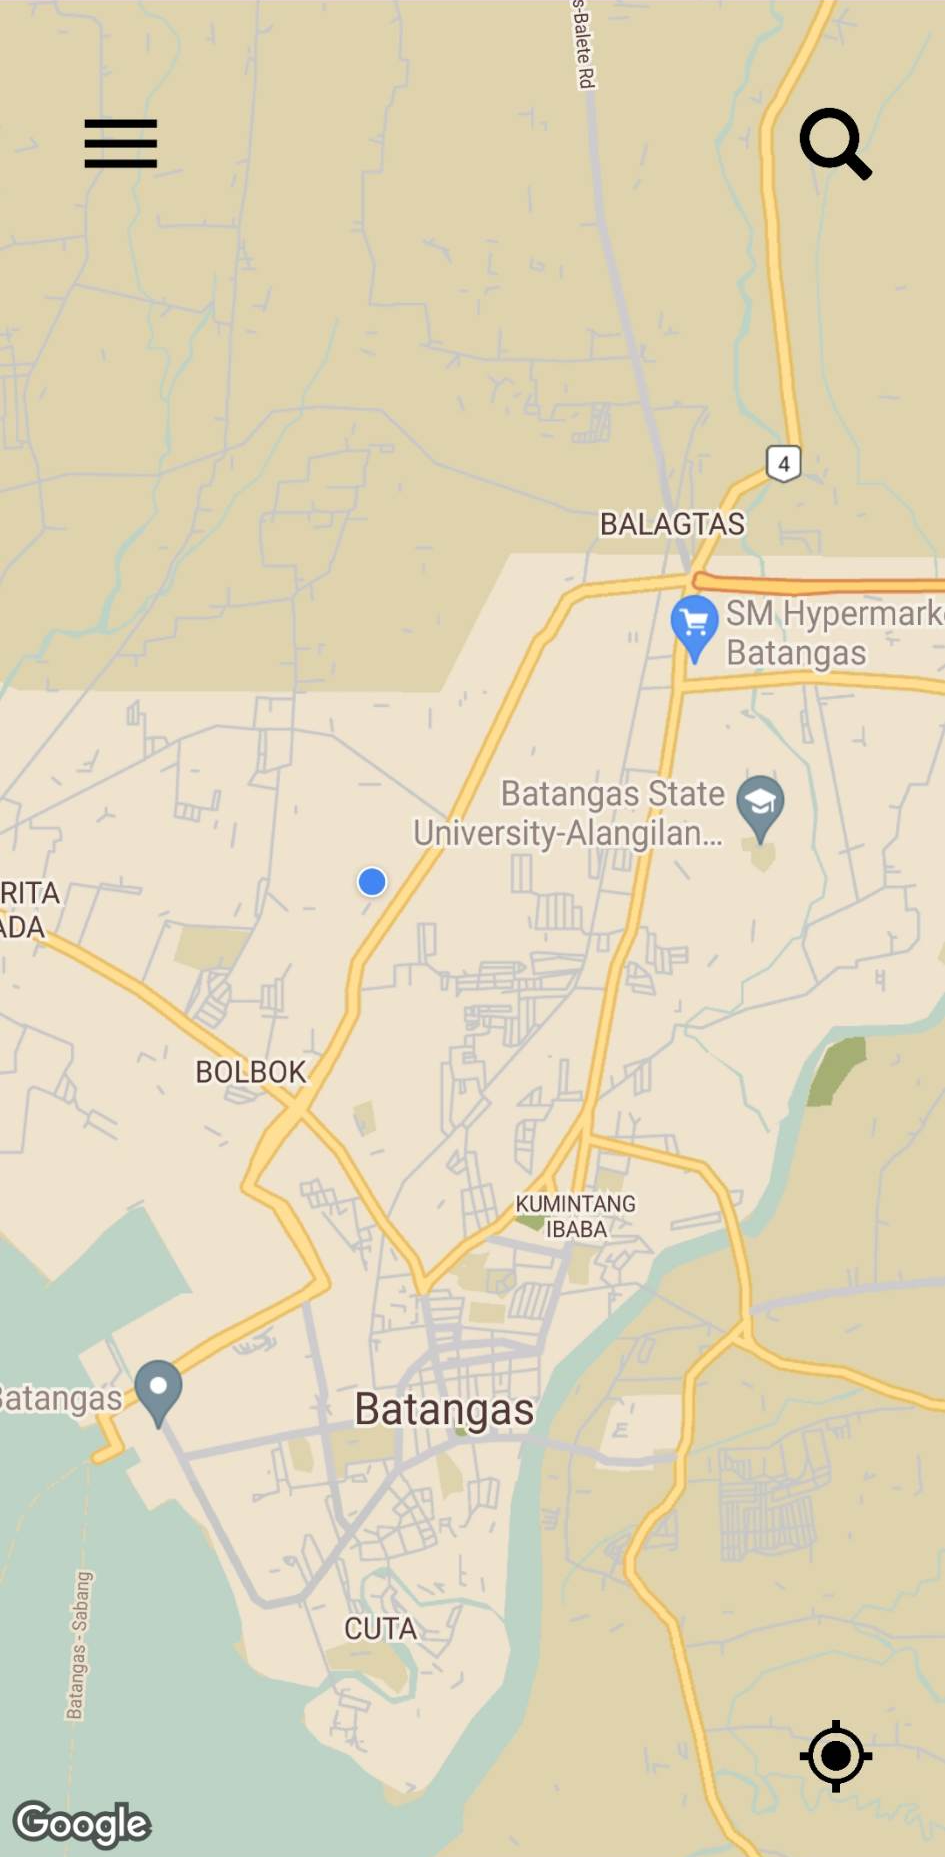 s-Balete Rd
4
BALAGTAS
SM Hypermarke
Batangas
Batangas State
University-Alangilan...
RITA
ADA
BOLBOK
KUMINTANG
IBABA
Batangas
Batangas
CUTA
Batangas - Sabang
Google